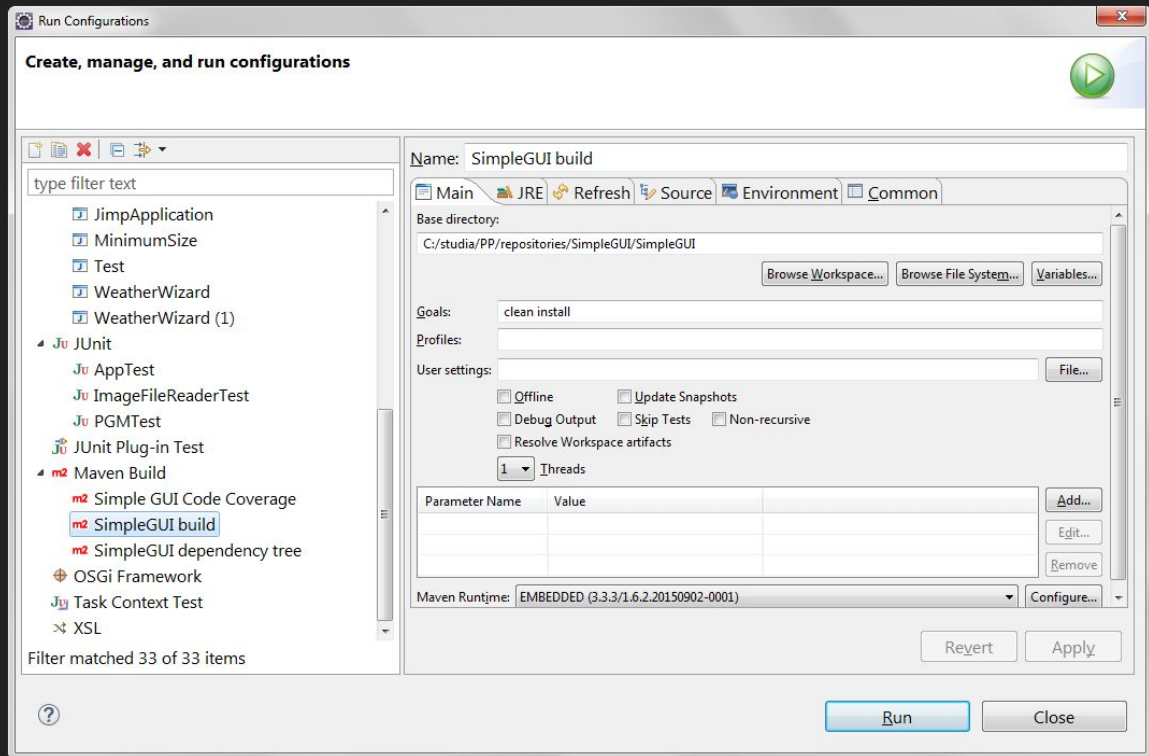 Run Configurations
x
Create, manage, and run configurations
type filter text
JimpApplication
MinimumSize
Test
WeatherWizard
WeatherWizard (1)
Ju JUnit
Ju AppTest
Ju ImageFileReaderTest
Ju PGMTest
Jü JUnit Plug-in Test
m2 Maven Build
m2 Simple GUI Code Coverage
m2 SimpleGUI build
m2 SimpleGUI dependency tree
OSGi Framework
Ju Task Context Test
XSL
Filter matched 33 of 33 items
Name: SimpleGUI build
Main JRE Refresh Source Environment Common
Base directory:
C:/studia/PP/repositories/SimpleGUI/SimpleGUI
Browse Workspace... Browse File System... Variables...
Goals: clean install
Profiles:
User settings: File...
Offline Update Snapshots
Debug Output Skip Tests Non-recursive
Resolve Workspace artifacts
1 Threads
Parameter Name Value Add...
Edit...
Remove
Maven Runtime: EMBEDDED (3.3.3/1.6.2.20150902-0001) Configure...
Revert Apply
? Run Close